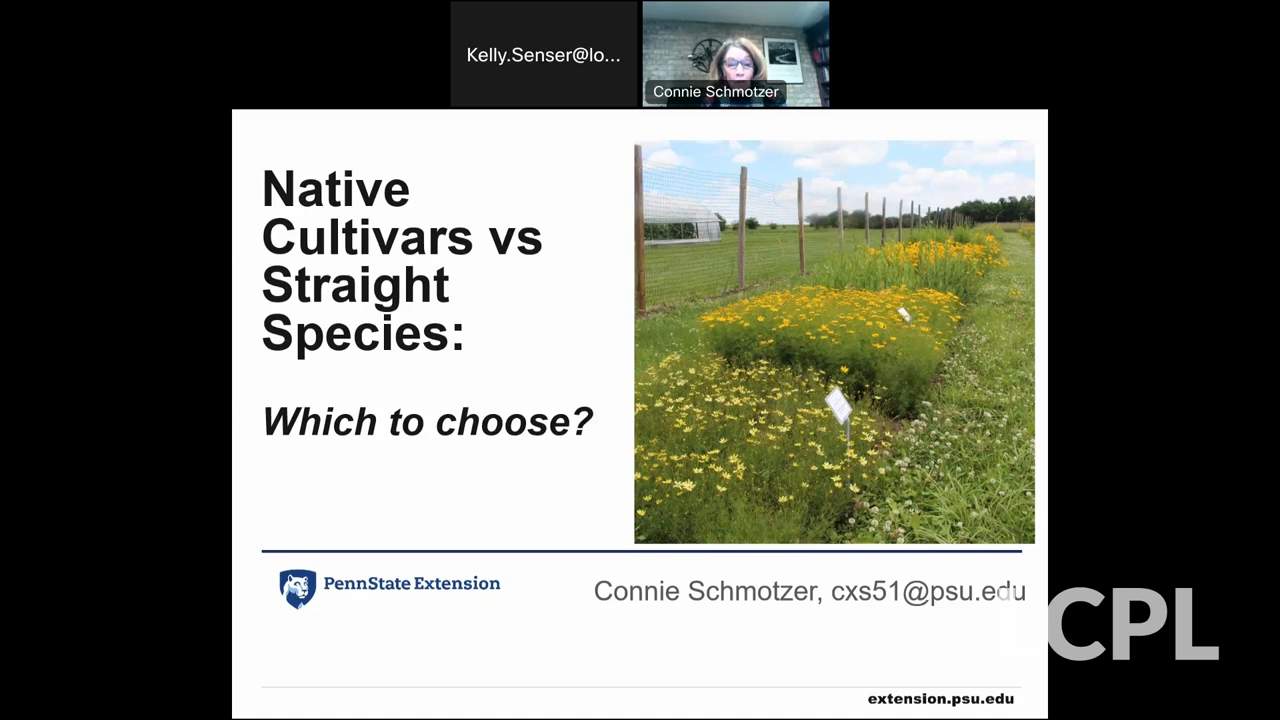 Kelly.Senser@lo...
Connie Schmotzer
Native
Cultivars vs
Straight
Species:
Which to choose?
PennState Extension
Connie Schmotzer, cxs51@psu.edu
CPL
extension.psu.edu